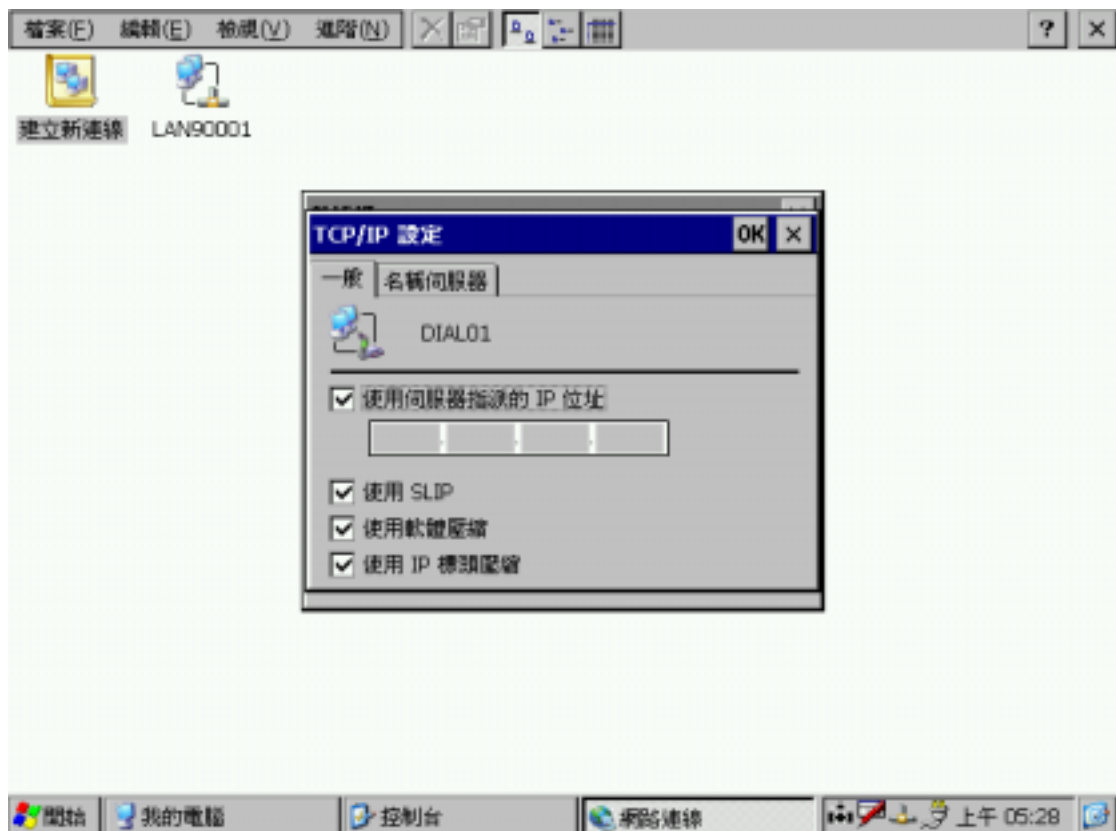 檔案(F) 編輯(E) 檢視(V) 進階(N) ? ×
建立新連線 LAN90001
TCP/IP 設定 OK ×
一般 名稱伺服器
DIAL01
使用伺服器指派的 IP 位址
使用 SLIP
使用軟體壓縮
使用 IP 標頭壓縮
開始 我的電腦 控制台 網路連線 上午 05:28